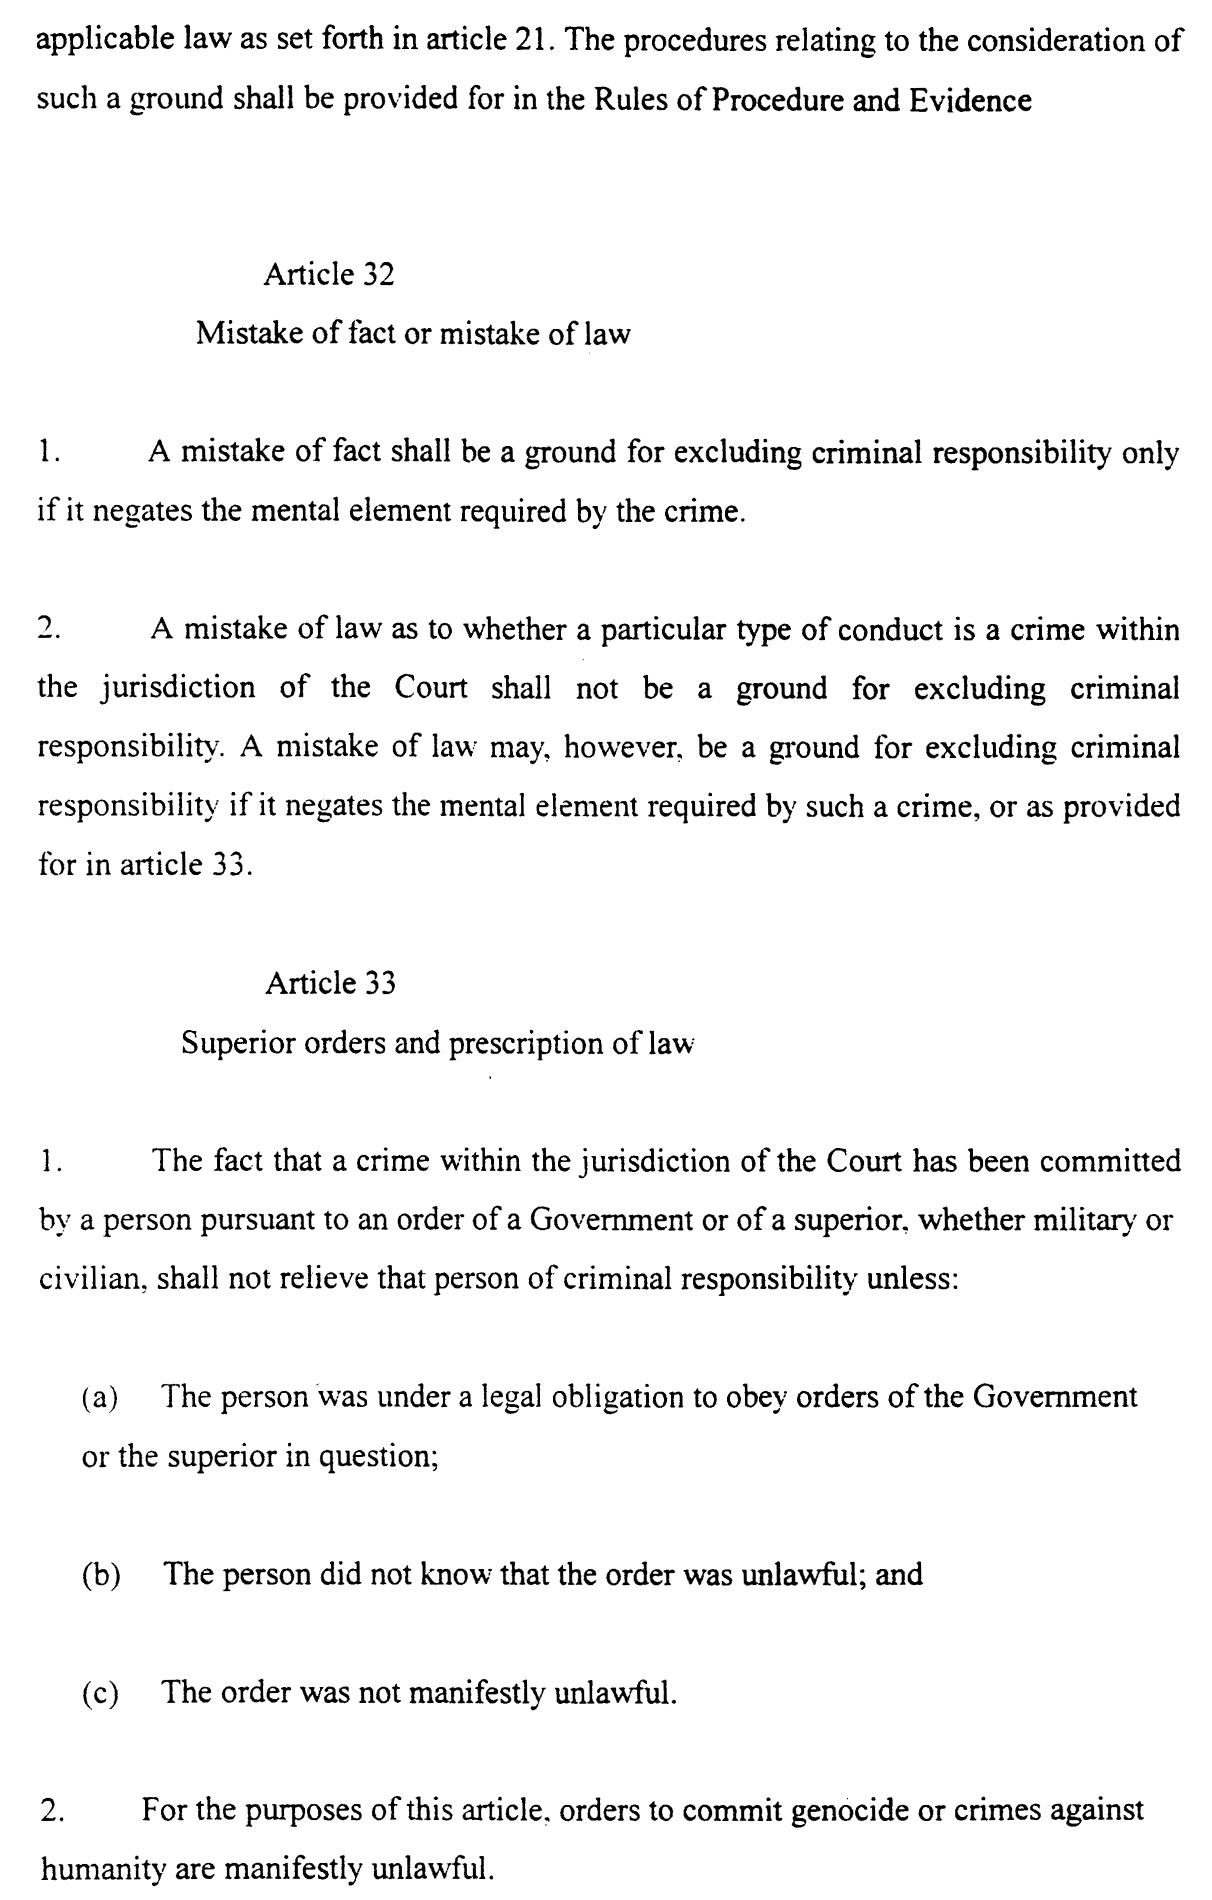 applicable law as set forth in article 21. The procedures relating to the consideration of
such a ground shall be provided for in the Rules of Procedure and Evidence
Article 32
Mistake of fact or mistake of law
1. A mistake of fact shall be a ground for excluding criminal responsibility only
if it negates the mental element required by the crime.
2. A mistake of law as to whether a particular type of conduct is a crime within
the jurisdiction of the Court shall not be a ground for excluding criminal
responsibility. A mistake of law may, however, be a ground for excluding criminal
responsibility if it negates the mental element required by such a crime, or as provided
for in article 33.
Article 33
Superior orders and prescription of law
1. The fact that a crime within the jurisdiction of the Court has been committed
by a person pursuant to an order of a Government or of a superior, whether military or
civilian, shall not relieve that person of criminal responsibility unless:
(a) The person was under a legal obligation to obey orders of the Government
or the superior in question;
(b) The person did not know that the order was unlawful; and
(c) The order was not manifestly unlawful.
2. For the purposes of this article, orders to commit genocide or crimes against
humanity are manifestly unlawful.